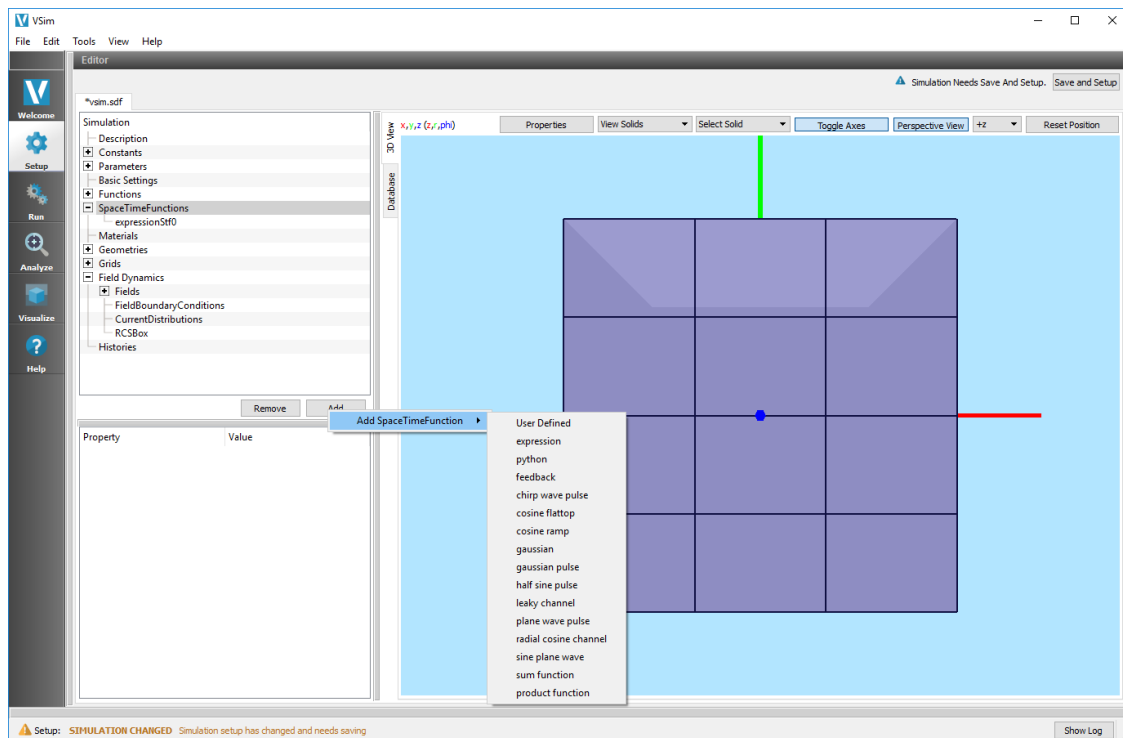 VSim
File Edit Tools View Help
Editor
Simulation Needs Save And Setup. Save and Setup
Welcome
Setup
Run
Analyze
Visualize
Help
*vsim.sdf
Simulation
Description
Constants
Parameters
Basic Settings
Functions
SpaceTimeFunctions
expressionStf0
Materials
Geometries
Grids
Field Dynamics
Fields
FieldBoundaryConditions
CurrentDistributions
RCSBox
Histories
Remove Add
Property Value
3D View
Database
x,y,z (z,r,phi) Properties View Solids Select Solid Toggle Axes Perspective View +z Reset Position
Add SpaceTimeFunction
User Defined
expression
python
feedback
chirp wave pulse
cosine flattop
cosine ramp
gaussian
gaussian pulse
half sine pulse
leaky channel
plane wave pulse
radial cosine channel
sine plane wave
sum function
product function
Setup: SIMULATION CHANGED Simulation setup has changed and needs saving Show Log